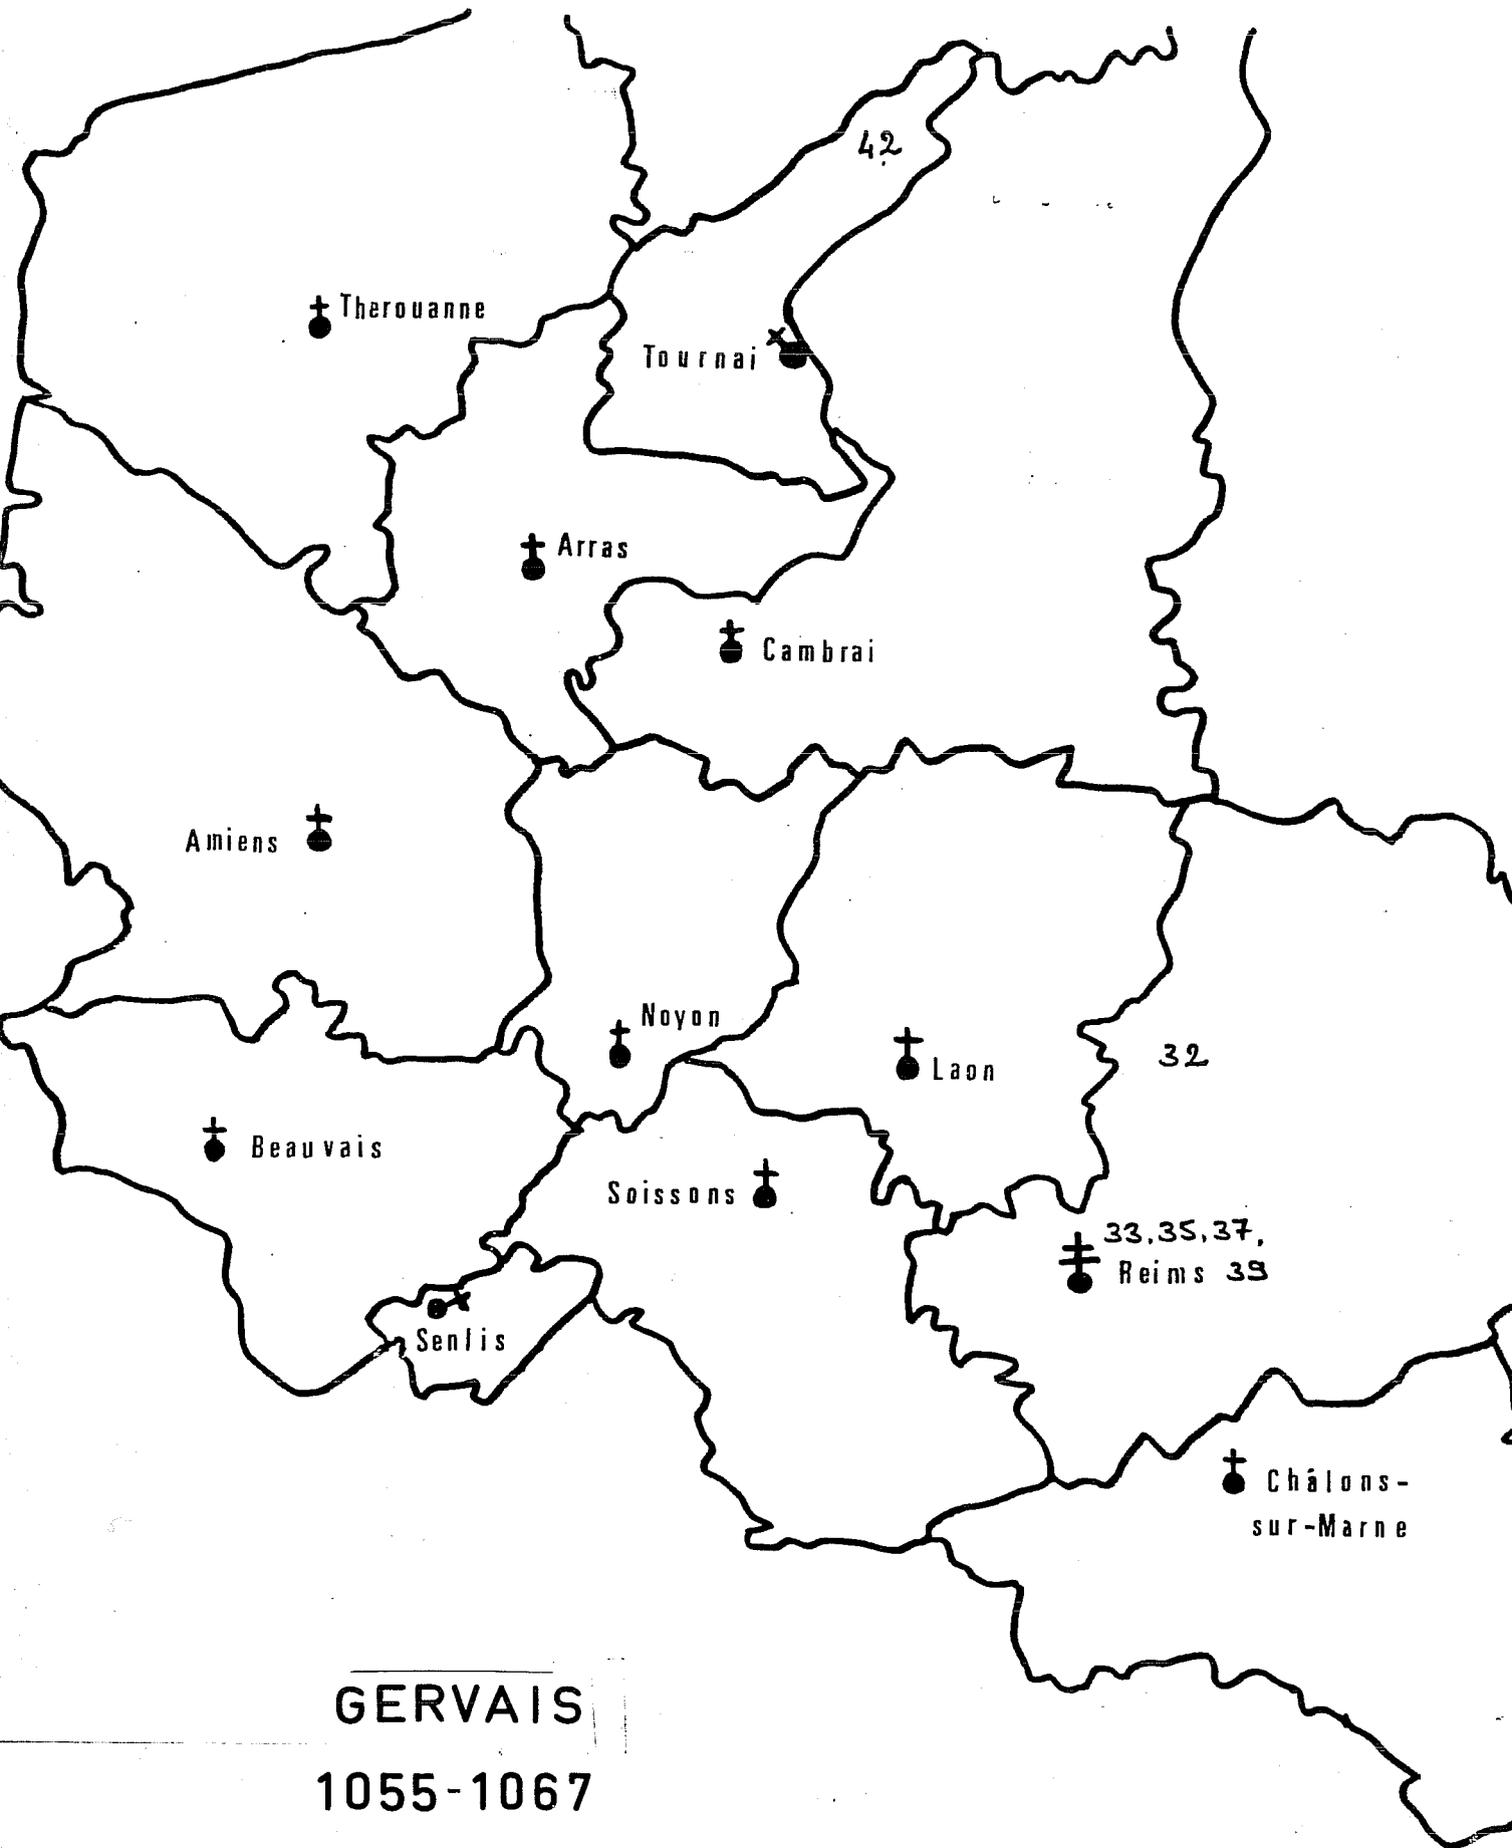 42
Therouanne
Tournai
Arras
Cambrai
Amiens
Noyon
32
Laon
Beauvais
Soissons
33,35,37,
Reims 39
Senlis
Châlons-
sur-Marne
GERVAIS
1055-1067